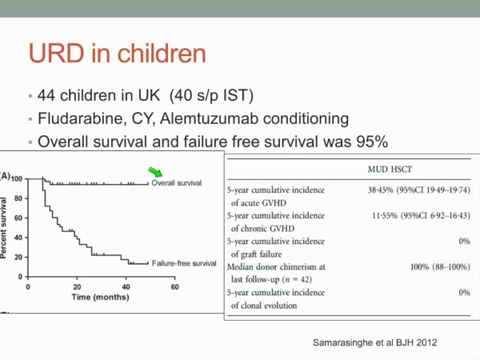 URD in children
• 44 children in UK (40 s/p IST)
• Fludarabine, CY, Alemtuzumab conditioning
• Overall survival and failure free survival was 95%
(A)
100
80
60
40
20
0
0 20 40 60
Percent survival
Time (months)
Overall survival
Failure-free survival
MUD HSCT
5-year cumulative incidence 38·45% (95%CI 19·49–19·74)
of acute GVHD
5-year cumulative incidence 11·55% (95%CI 6·92–16·43)
of chronic GVHD
5-year cumulative incidence 0%
of graft failure
Median donor chimerism at 100% (88–100%)
last follow-up (n = 42)
5-year cumulative incidence 0%
of clonal evolution
Samarasinghe et al BJH 2012